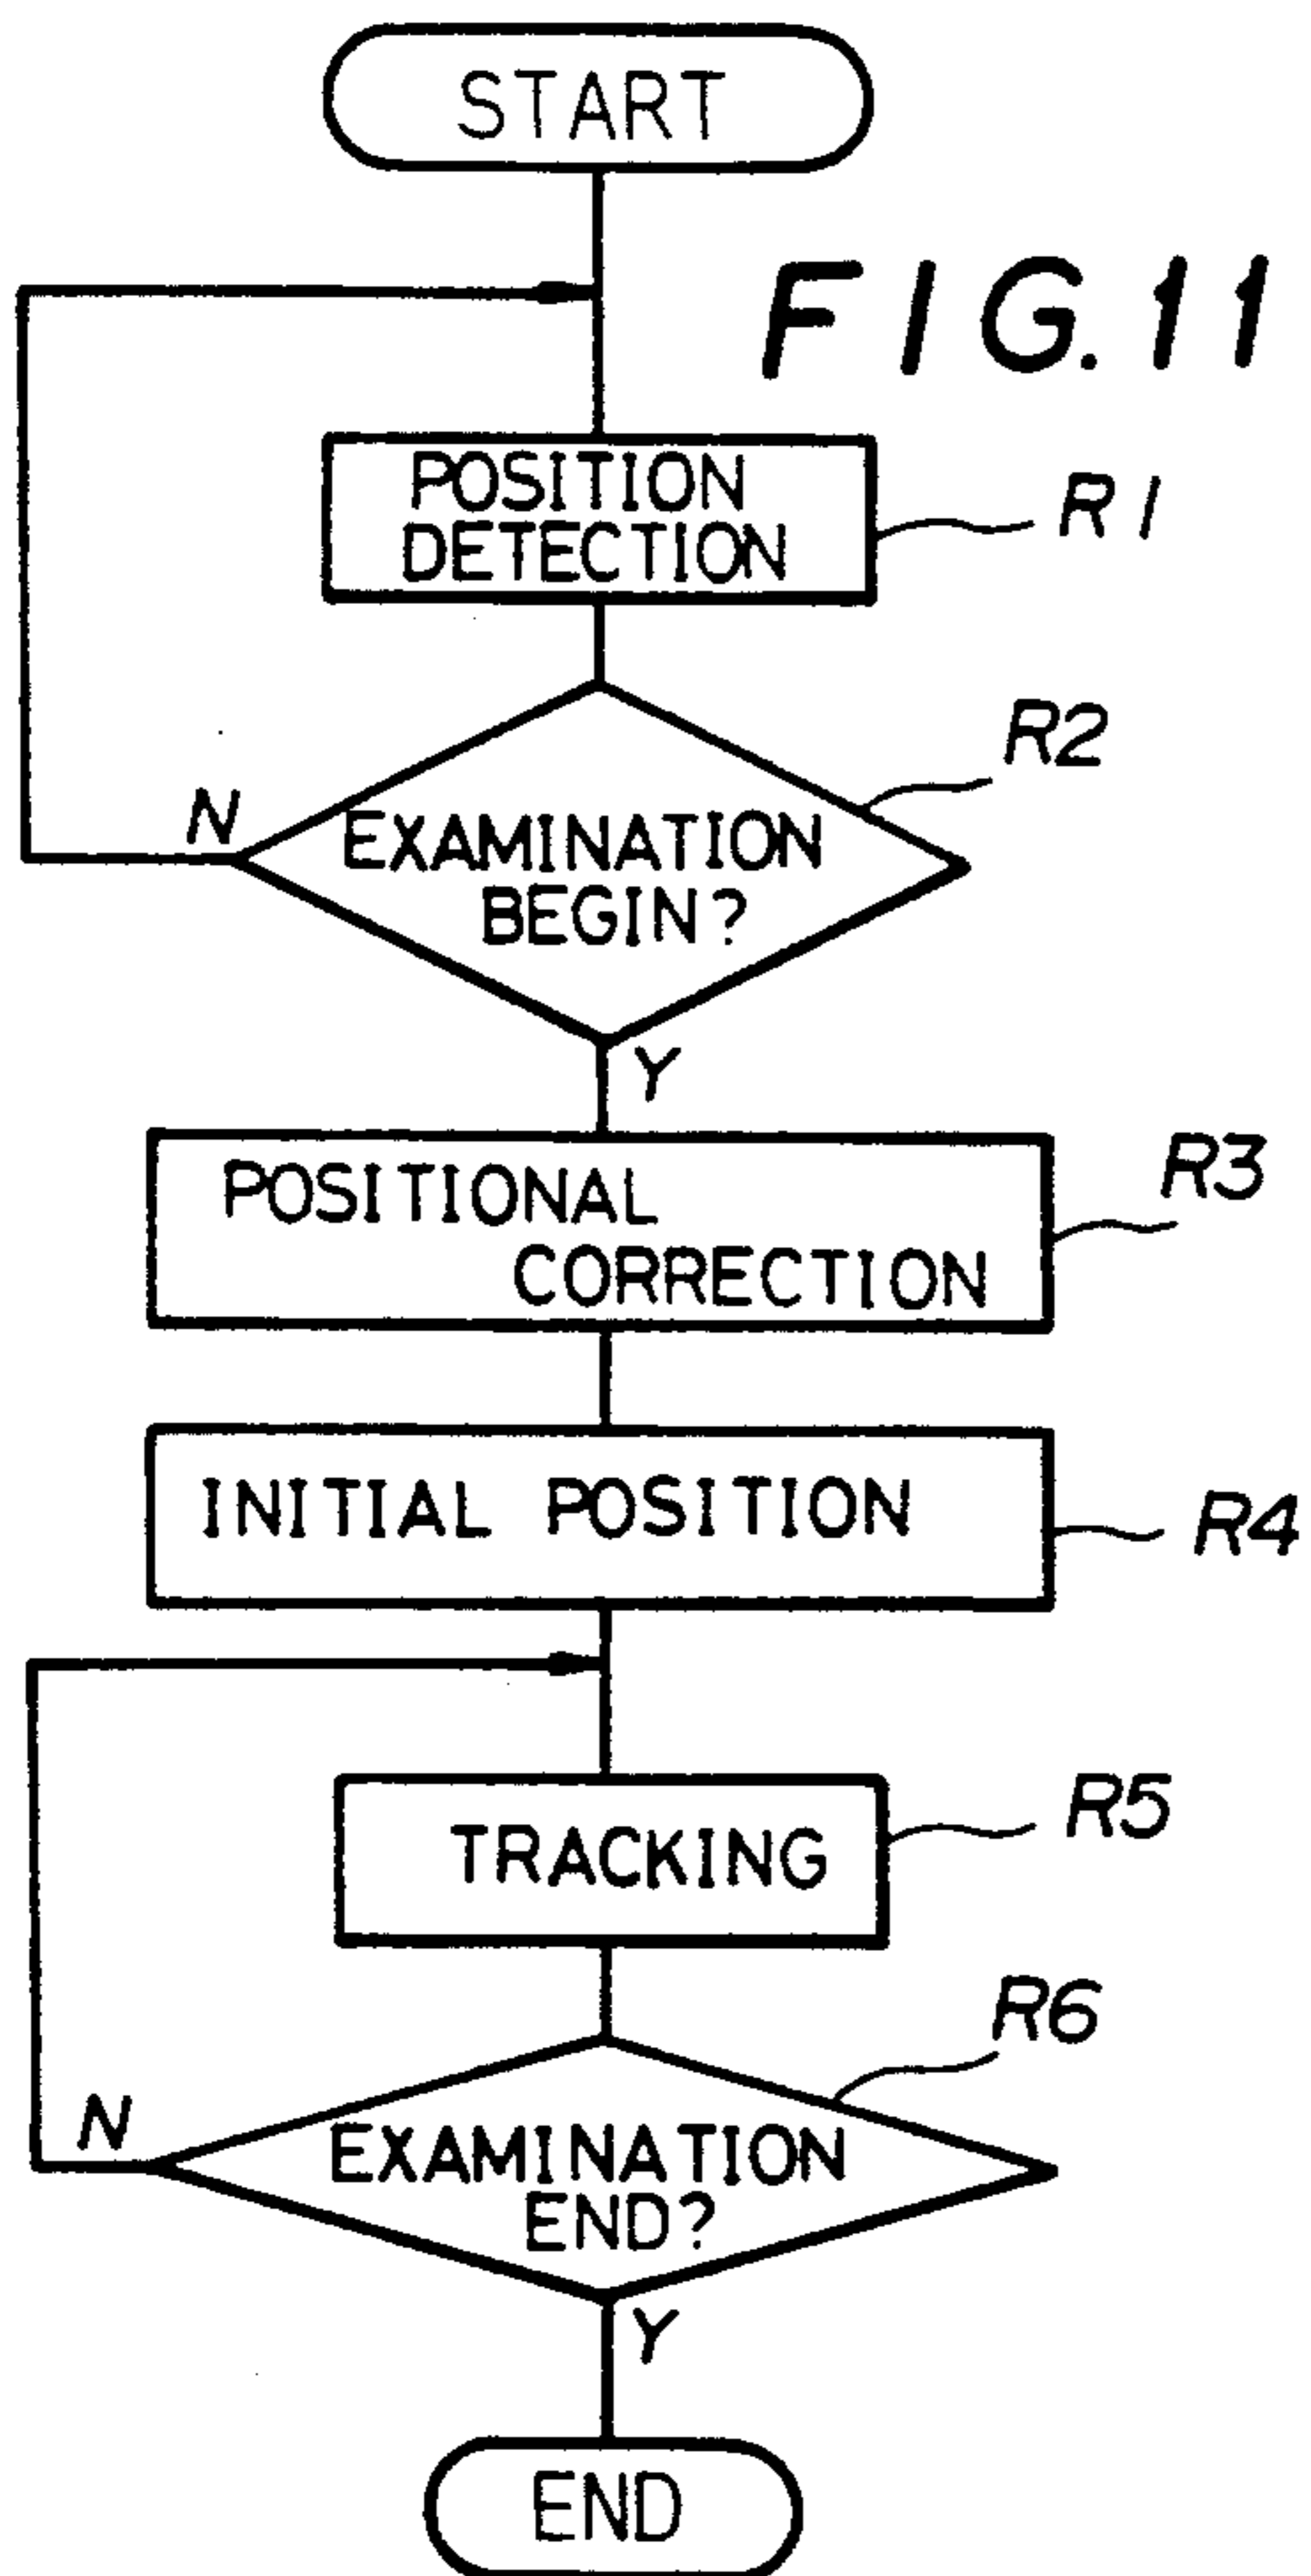 START
FIG. 11
POSITION
DETECTION
R1
R2
N
EXAMINATION
BEGIN?
Y
R3
POSITIONAL
CORRECTION
INITIAL POSITION
R4
TRACKING
R5
R6
N
EXAMINATION
END?
Y
END